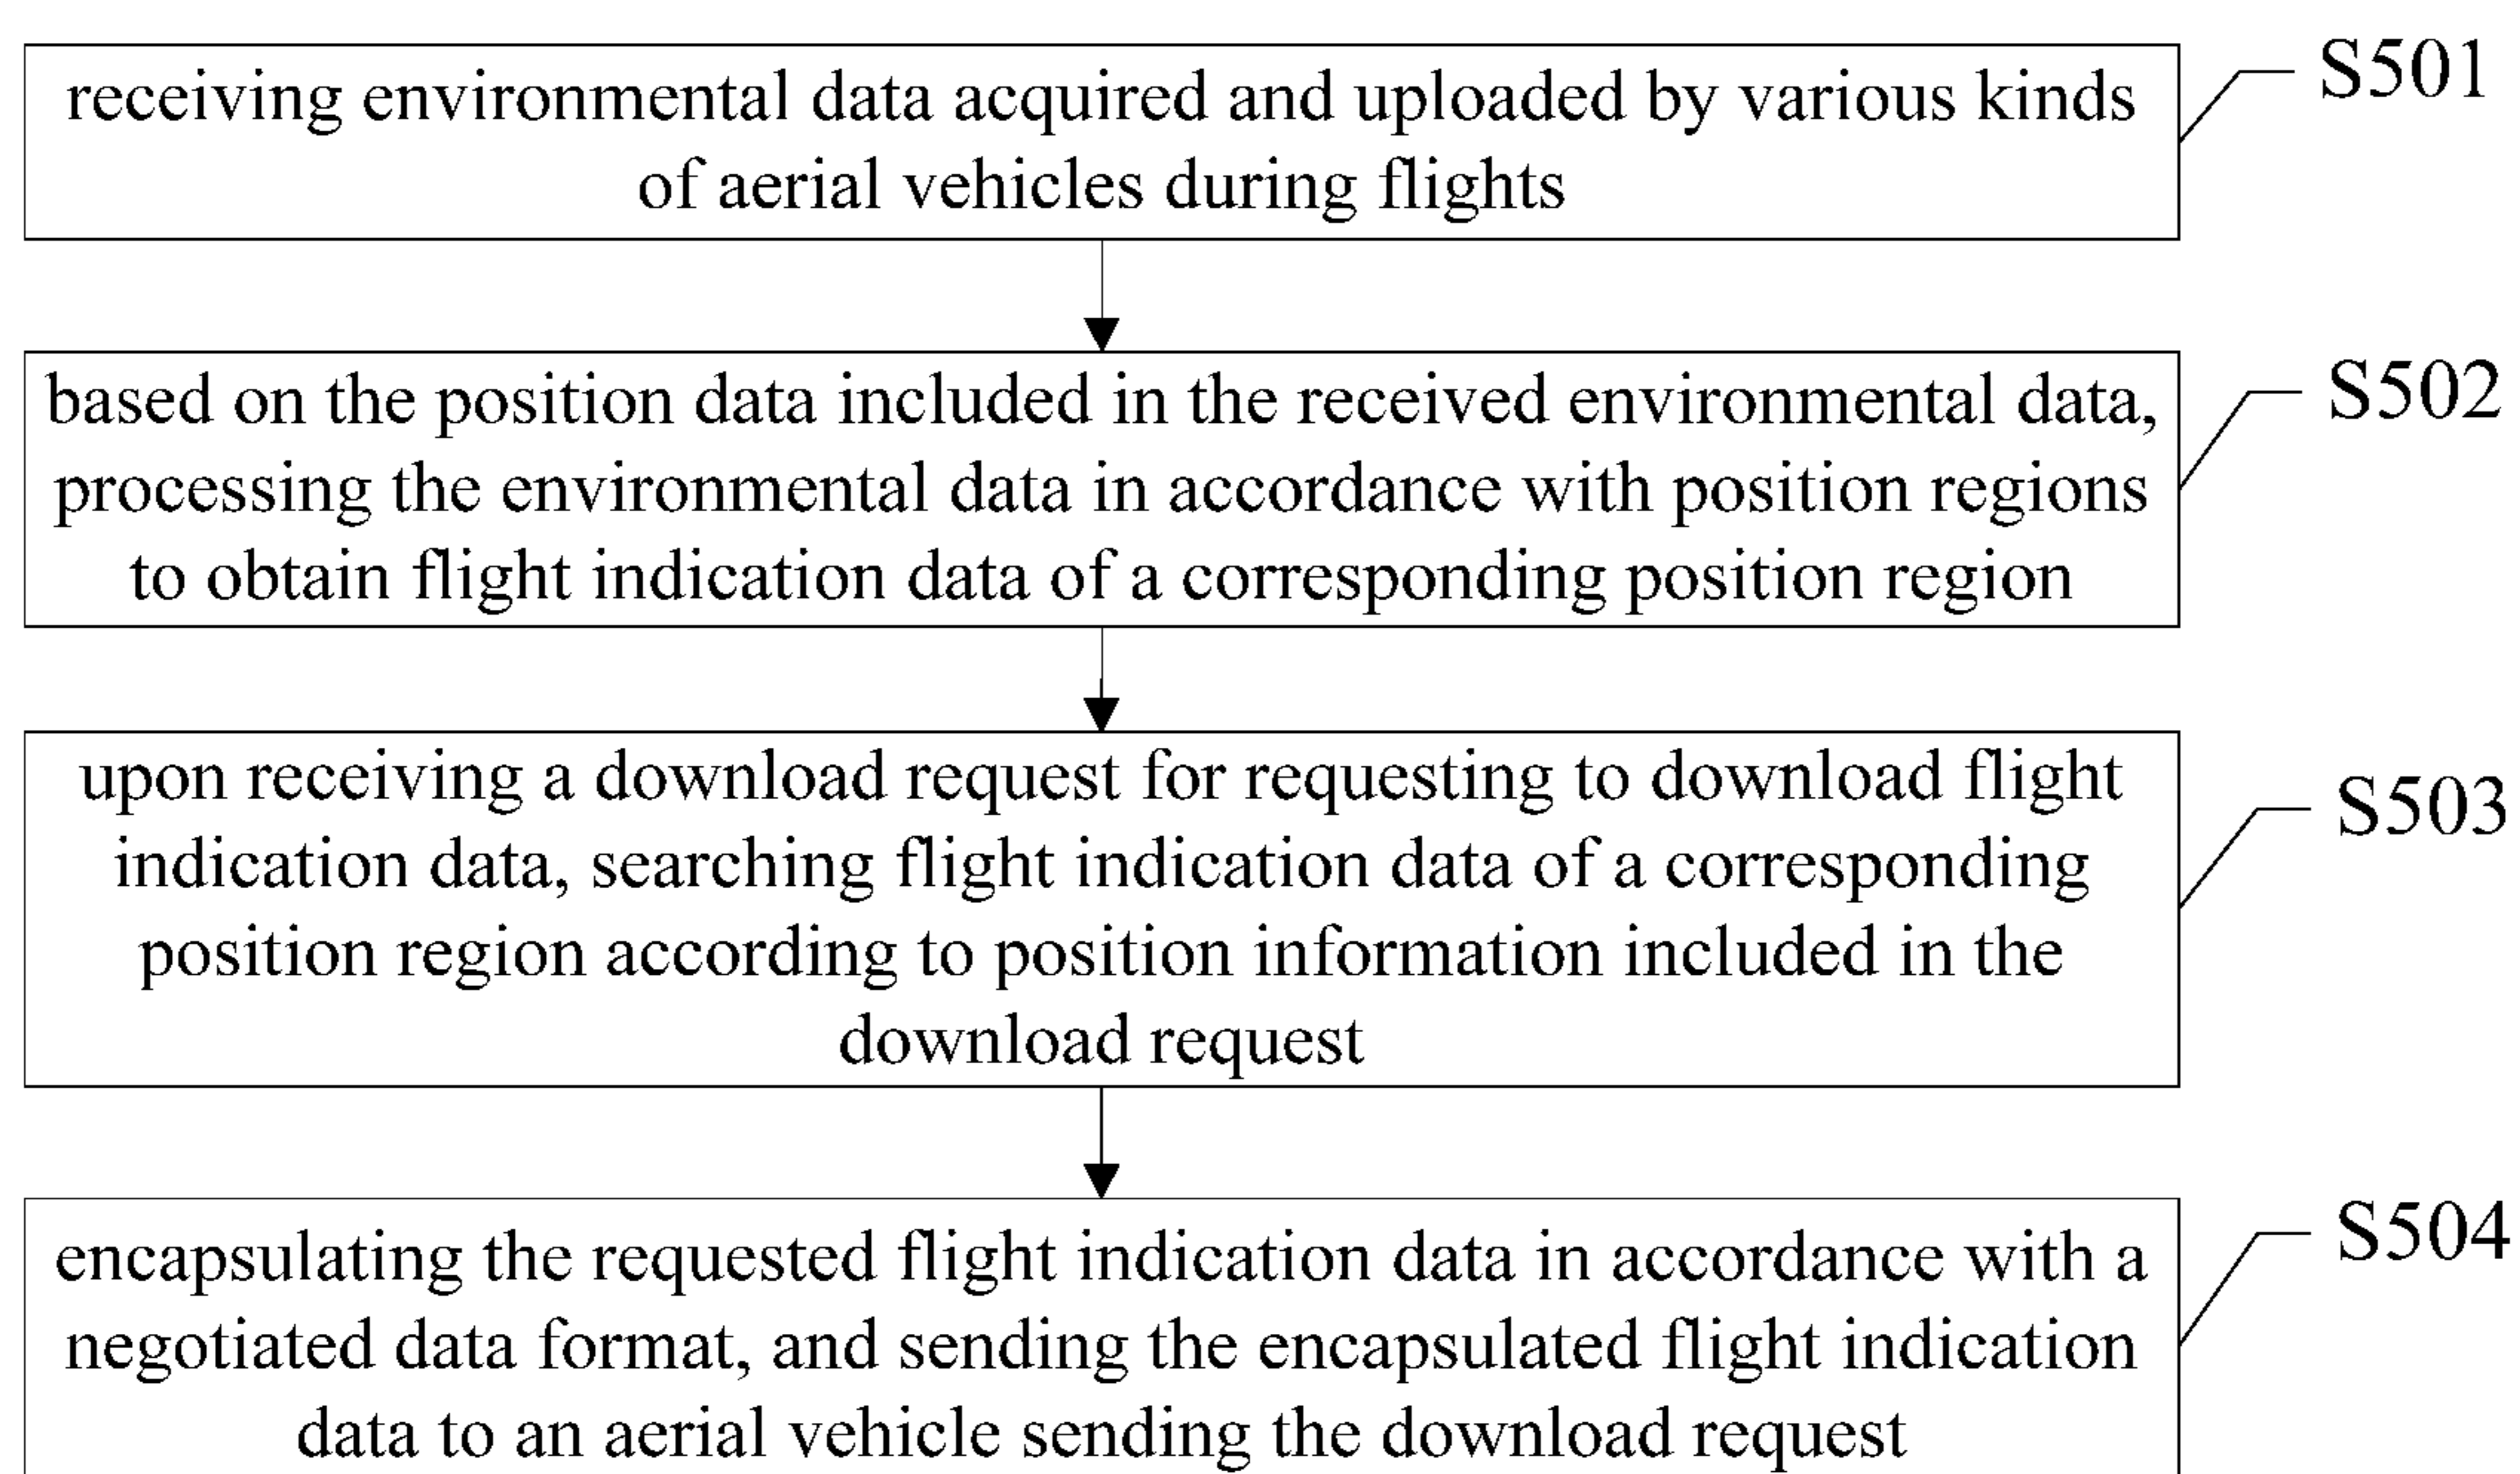 receiving environmental data acquired and uploaded by various kinds
of aerial vehicles during flights
S501
based on the position data included in the received environmental data,
processing the environmental data in accordance with position regions
to obtain flight indication data of a corresponding position region
S502
upon receiving a download request for requesting to download flight
indication data, searching flight indication data of a corresponding
position region according to position information included in the
download request
S503
encapsulating the requested flight indication data in accordance with a
negotiated data format, and sending the encapsulated flight indication
data to an aerial vehicle sending the download request
S504